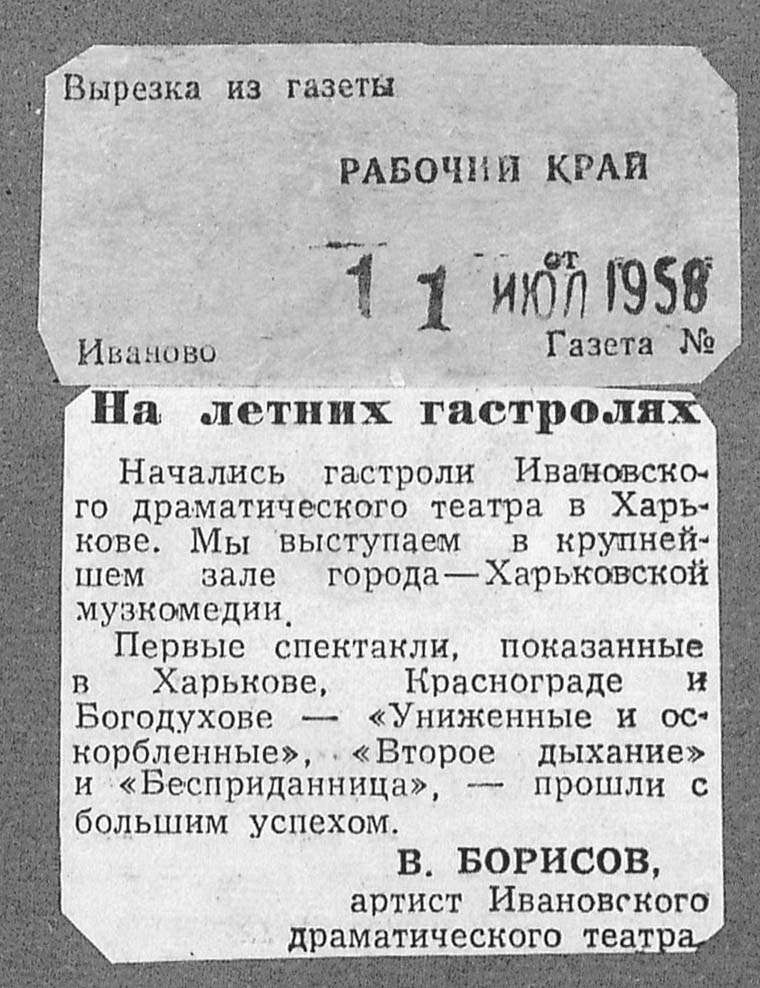 Вырезка из газеты
РАБОЧИЙ КРАЙ
от
11 ИЮЛ 1958
Иваново
Газета №
На летних гастролях
Начались гастроли Ивановско-
го драматического театра в Харь-
кове. Мы выступаем в крупней-
шем зале города—Харьковской
музкомедии.
Первые спектакли, показанные
в Харькове, Краснограде и
Богодухове — «Униженные и ос-
корбленные», «Второе дыхание»
и «Бесприданница», — прошли с
большим успехом.
В. БОРИСОВ,
артист Ивановского
драматического театра.